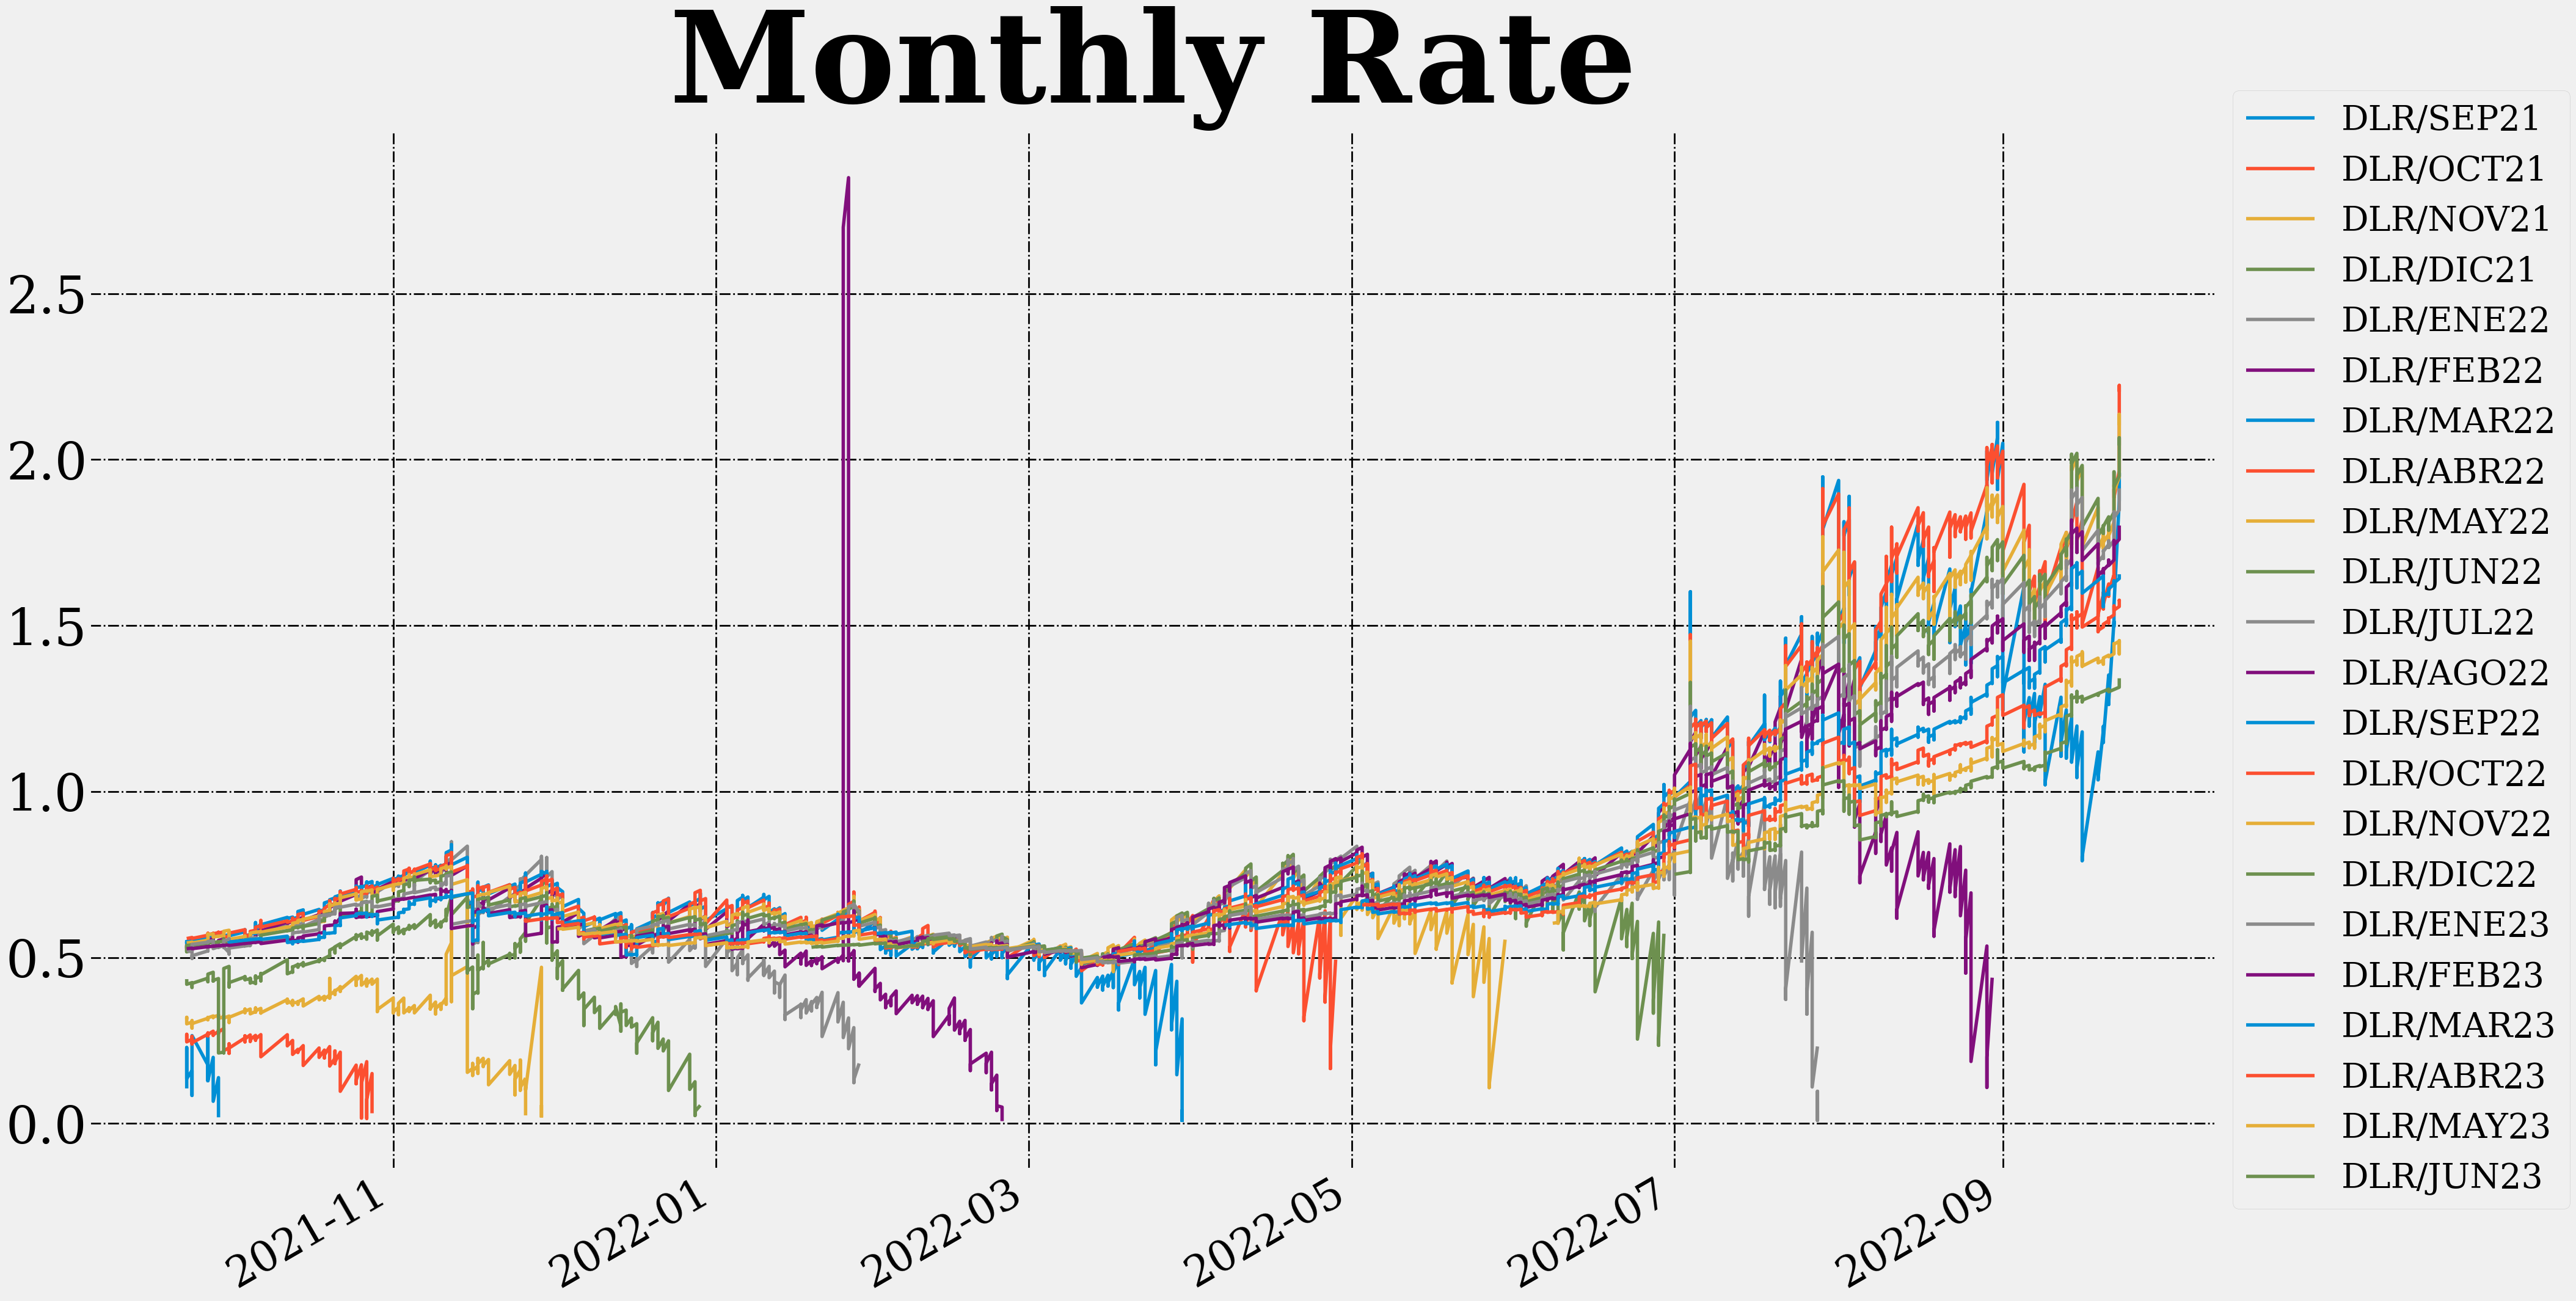 Monthly Rate
2.5
2.0
1.5
1.0
0.5
0.0
2021-11
2022-01
2022-03
2022-05
2022-07
2022-09
DLR/SEP21
DLR/OCT21
DLR/NOV21
DLR/DIC21
DLR/ENE22
DLR/FEB22
DLR/MAR22
DLR/ABR22
DLR/MAY22
DLR/JUN22
DLR/JUL22
DLR/AGO22
DLR/SEP22
DLR/OCT22
DLR/NOV22
DLR/DIC22
DLR/ENE23
DLR/FEB23
DLR/MAR23
DLR/ABR23
DLR/MAY23
DLR/JUN23